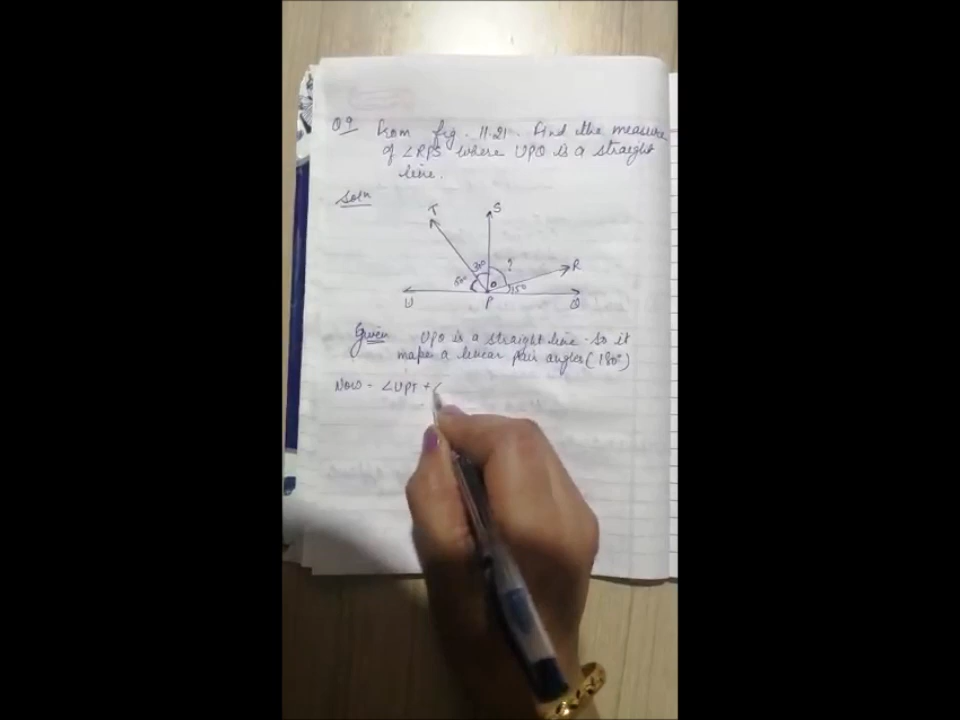 Q9 From fig. 11.21. Find the measure
of ∠RPS where UPQ is a straight
line.
Soln
T
S
30°
?
R
15°
U
P
Q
Given UPQ is a straight line. So it
makes a linear pair angles (180°)
Now - ∠UPT +